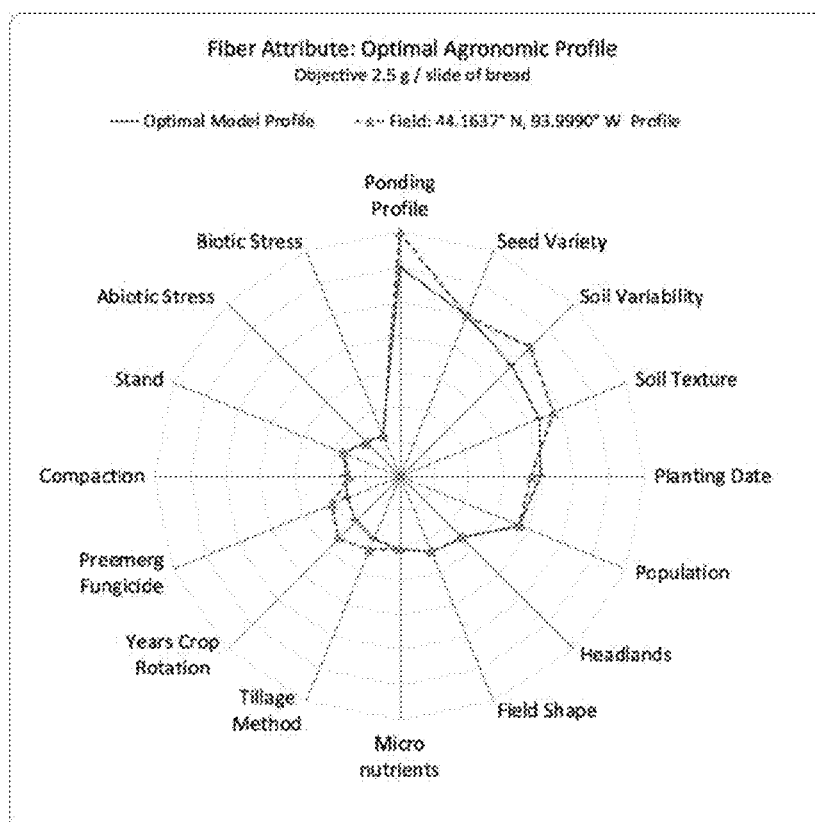 Fiber Attribute: Optimal Agronomic Profile
Objective 2.5 g / slide of bread
Optimal Model Profile
Field: 44.1637° N, 93.9990° W Profile
Ponding
Profile
Seed Variety
Soil Variability
Soil Texture
Planting Date
Population
Headlands
Field Shape
Micro
nutrients
Tillage
Method
Years Crop
Rotation
Preemerg
Fungicide
Compaction
Stand
Abiotic Stress
Biotic Stress